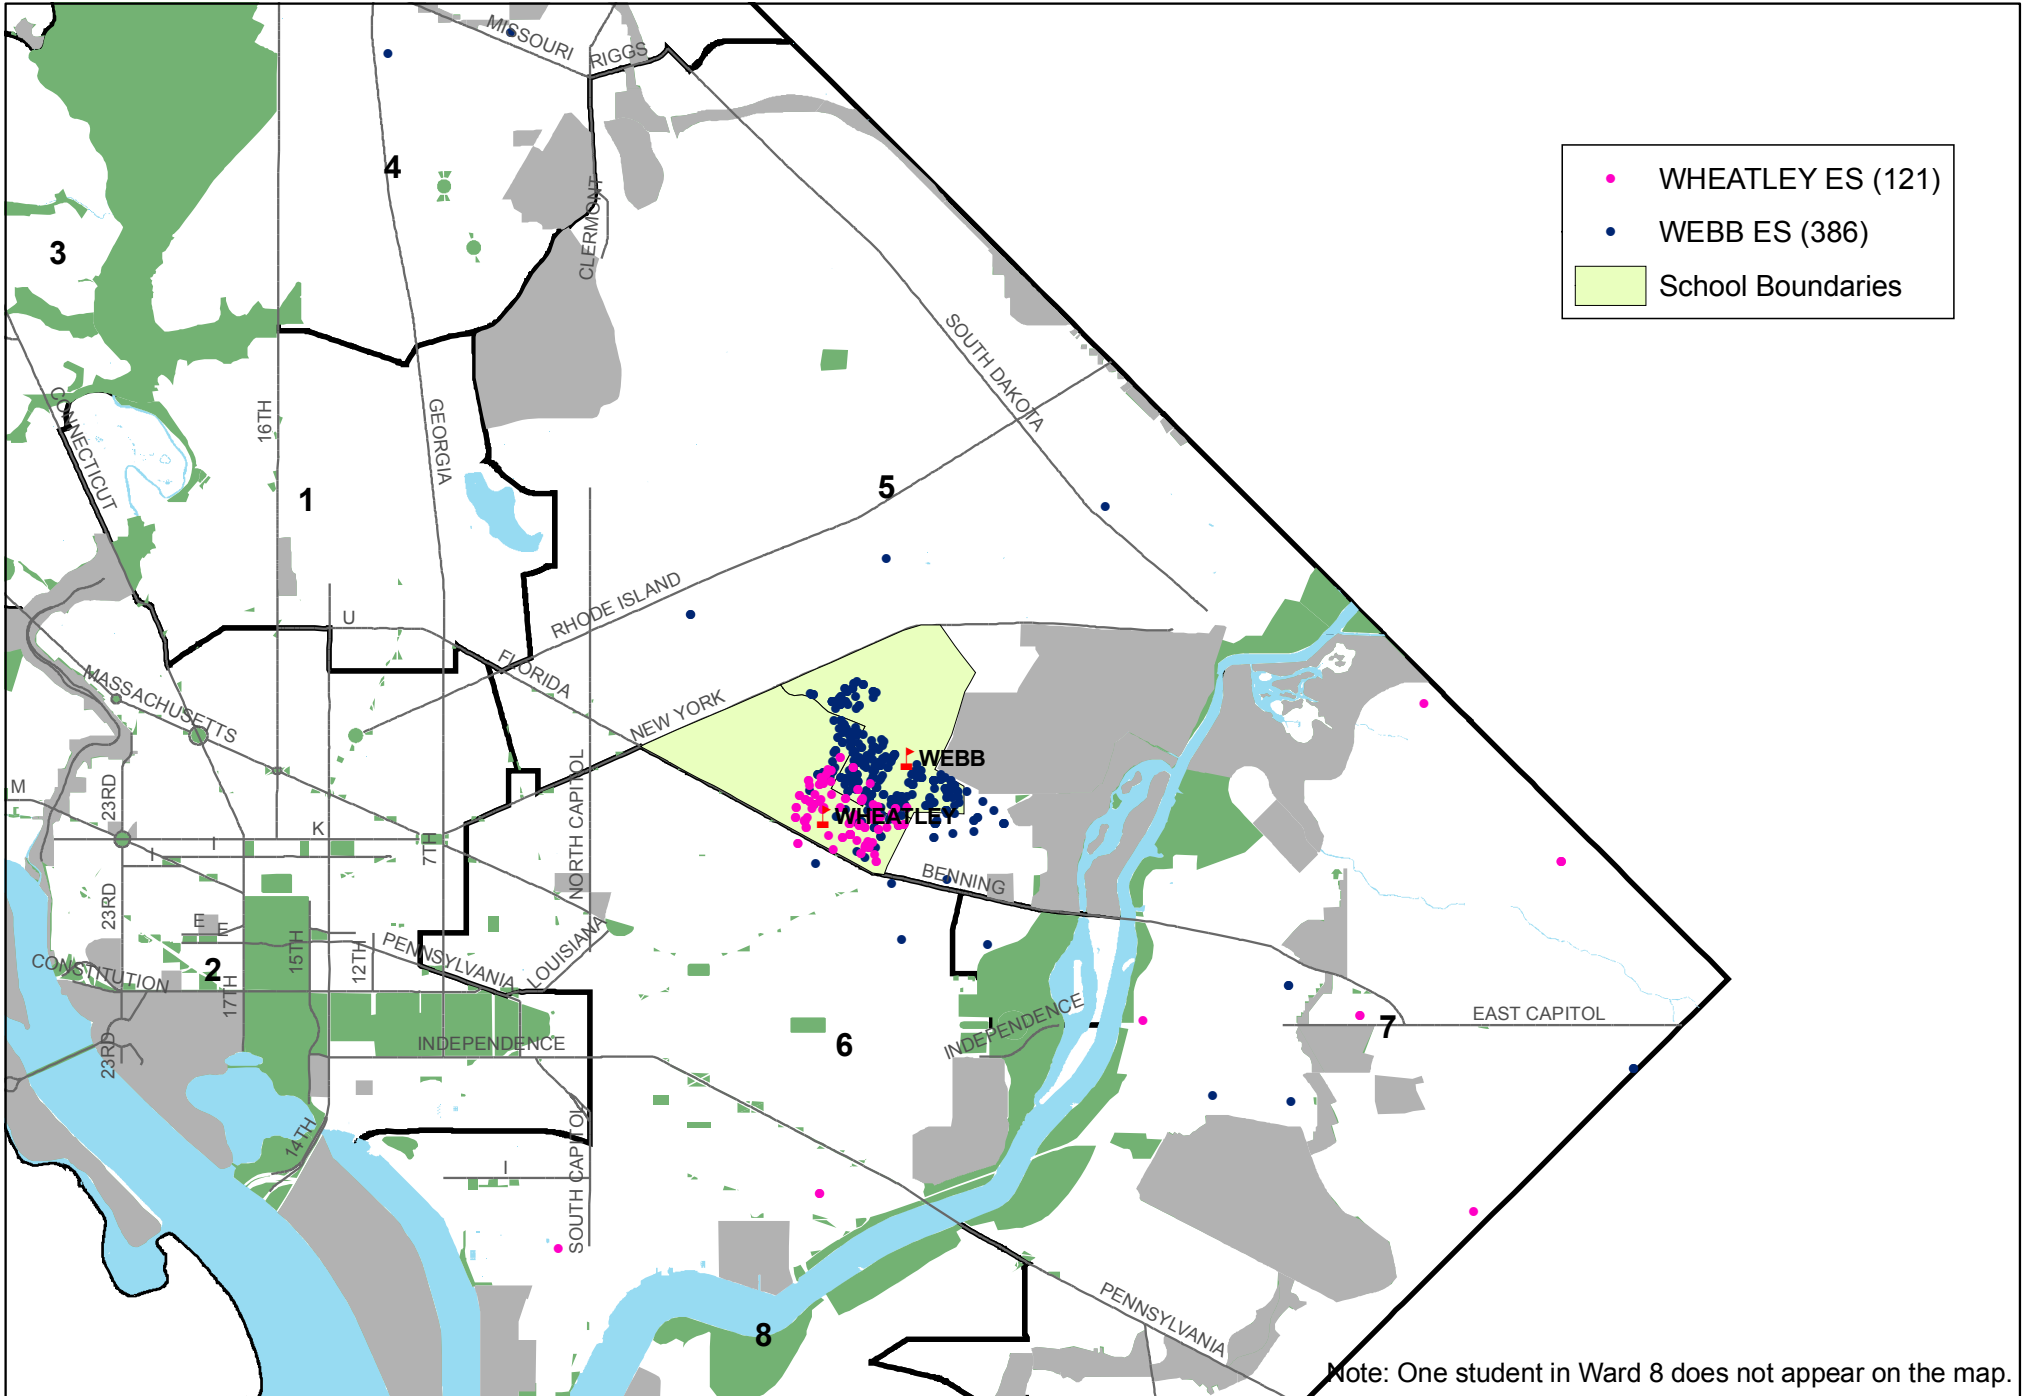 MISSOURI
RIGGS
4
CLERMONT
3
WHEATLEY ES (121)
WEBB ES (386)
School Boundaries
SOUTH DAKOTA
CONNECTICUT
16TH
GEORGIA
1
5
U
RHODE ISLAND
FLORIDA
MASSACHUSETTS
NEW YORK
WEBB
M
23RD
I
I
K
7TH
NORTH CAPITOL
WHEATLEY
BENNING
23RD
E
E
15TH
12TH
PENNSYLVANIA
LOUISIANA
CONSTITUTION
2
17TH
23RD
INDEPENDENCE
6
INDEPENDENCE
7
EAST CAPITOL
14TH
I
SOUTH CAPITOL
8
PENNSYLVANIA
Note: One student in Ward 8 does not appear on the map.